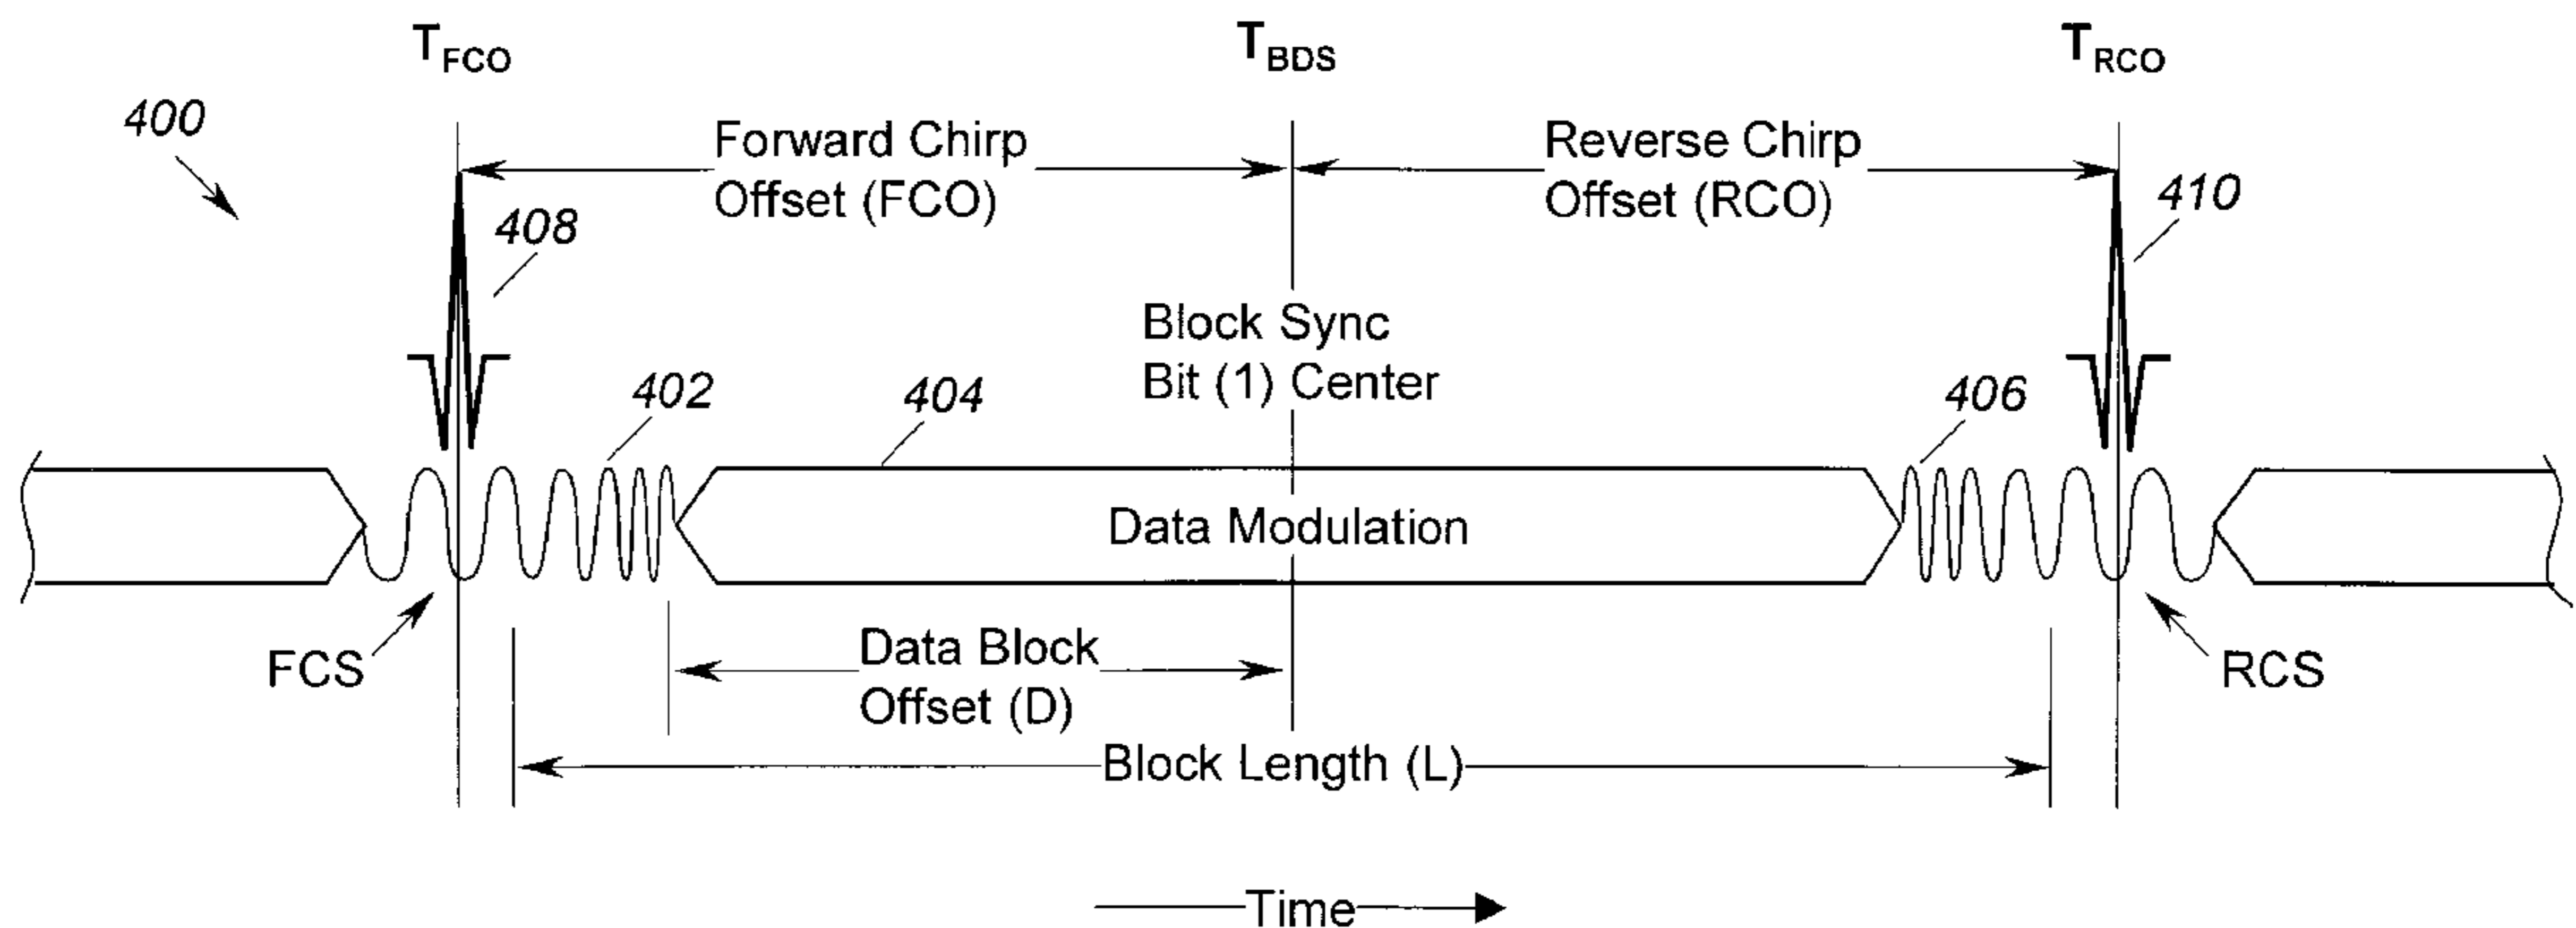 T_FCO T_BDS T_RCO
400
Forward Chirp
Offset (FCO)
Reverse Chirp
Offset (RCO)
408
410
Block Sync
Bit (1) Center
402
404
406
Data Modulation
FCS
Data Block
Offset (D)
RCS
Block Length (L)
Time